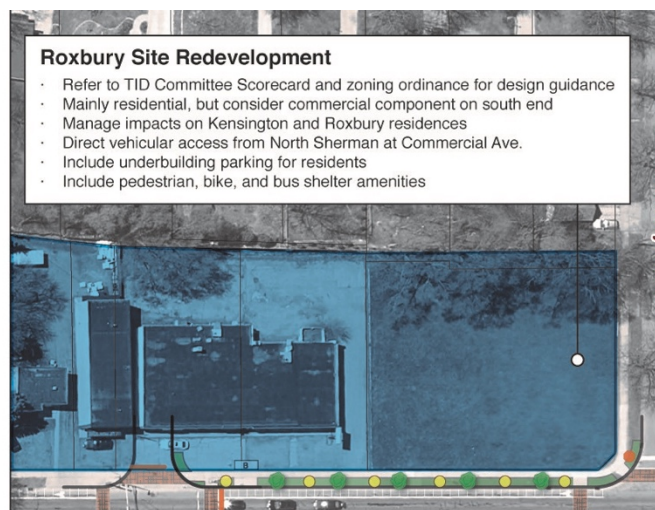 Roxbury Site Redevelopment
· Refer to TID Committee Scorecard and zoning ordinance for design guidance
· Mainly residential, but consider commercial component on south end
· Manage impacts on Kensington and Roxbury residences
· Direct vehicular access from North Sherman at Commercial Ave.
· Include underbuilding parking for residents
· Include pedestrian, bike, and bus shelter amenities